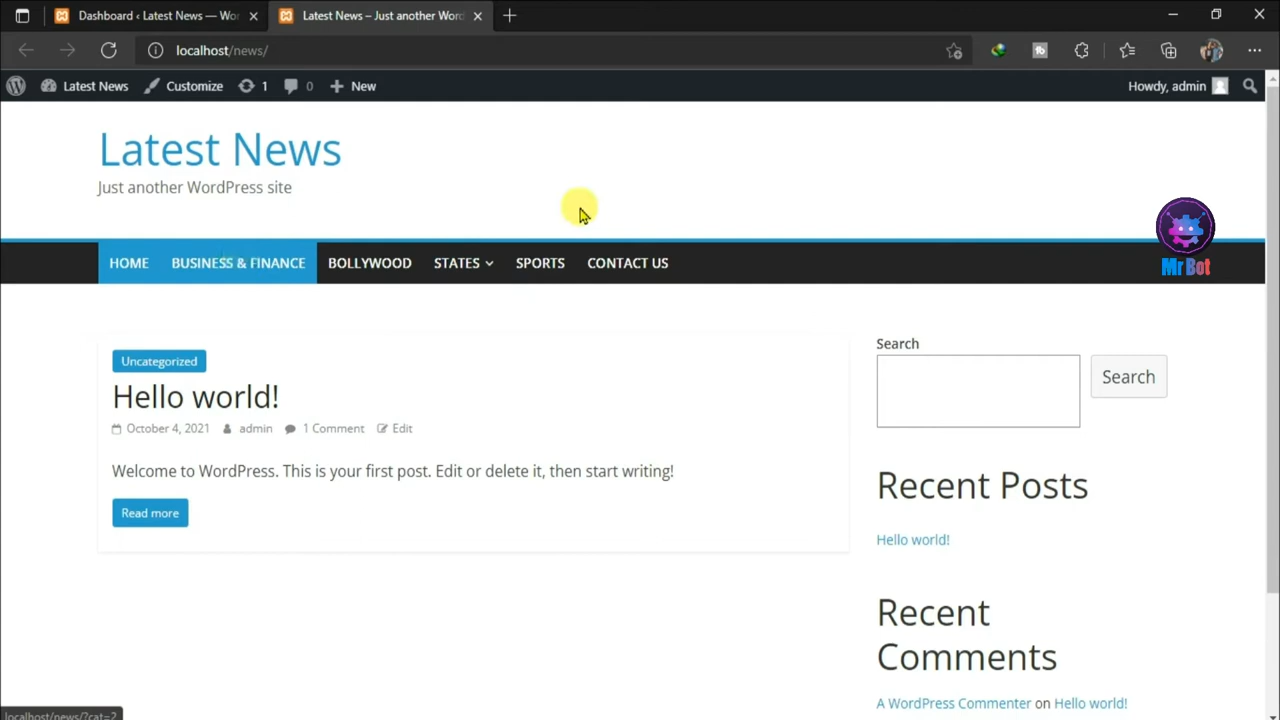 Dashboard ‹ Latest News — Wor
Latest News – Just another Word
localhost/news/
Latest News
Customize
1
0
New
Howdy, admin
Latest News
Just another WordPress site
HOME
BUSINESS & FINANCE
BOLLYWOOD
STATES
SPORTS
CONTACT US
Mr Bot
Uncategorized
Hello world!
October 4, 2021
admin
1 Comment
Edit
Welcome to WordPress. This is your first post. Edit or delete it, then start writing!
Read more
Search
Search
Recent Posts
Hello world!
Recent
Comments
A WordPress Commenter on Hello world!
localhost/news/?cat=2